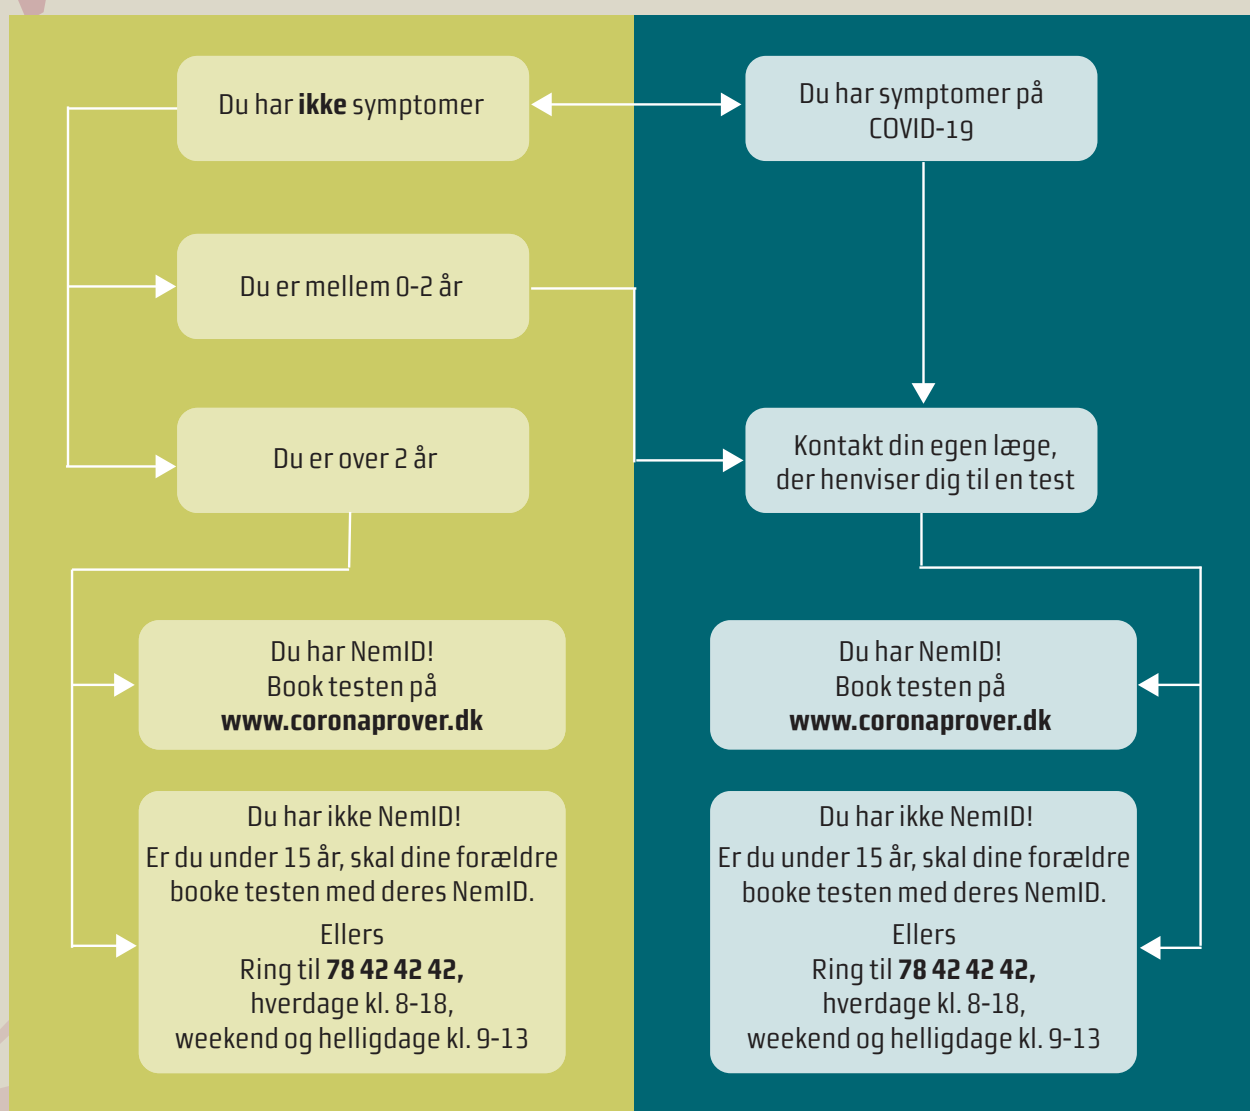 Du har ikke symptomer
Du har symptomer på
COVID-19
Du er mellem 0-2 år
Du er over 2 år
Kontakt din egen læge,
der henviser dig til en test
Du har NemID!
Book testen på
www.coronaprover.dk
Du har NemID!
Book testen på
www.coronaprover.dk
Du har ikke NemID!
Er du under 15 år, skal dine forældre
booke testen med deres NemID.
Ellers
Ring til 78 42 42 42,
hverdage kl. 8-18,
weekend og helligdage kl. 9-13
Du har ikke NemID!
Er du under 15 år, skal dine forældre
booke testen med deres NemID.
Ellers
Ring til 78 42 42 42,
hverdage kl. 8-18,
weekend og helligdage kl. 9-13